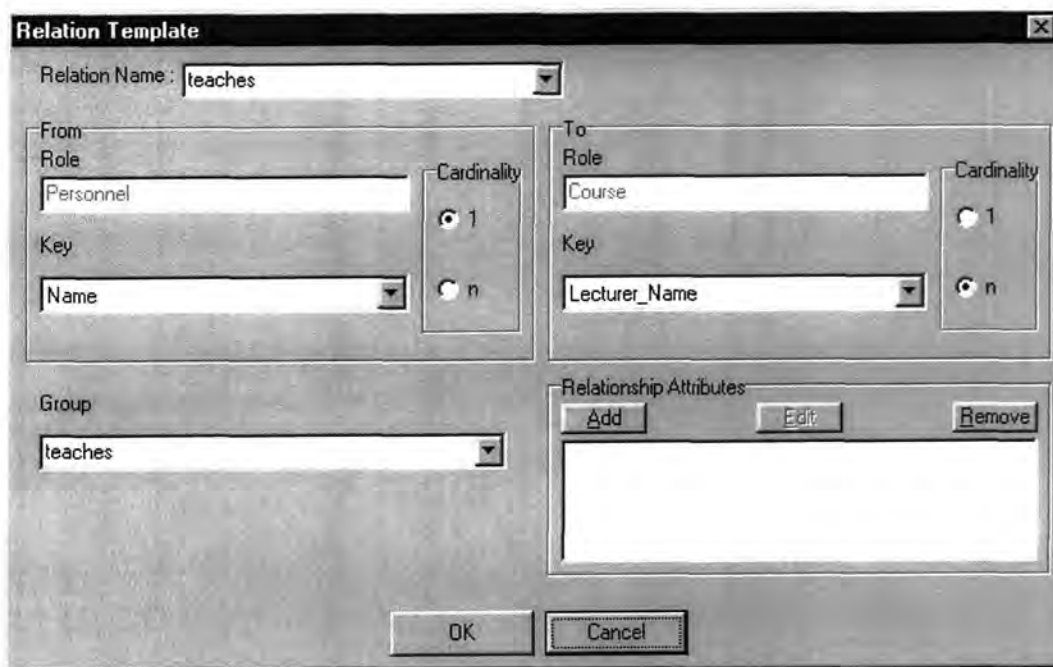 Relation Template
Relation Name : teaches
From
Role
Personnel
Cardinality
1
Key
Name
n
To
Role
Course
Cardinality
1
Key
Lecturer_Name
n
Group
teaches
Relationship Attributes
Add Edit Remove
OK Cancel